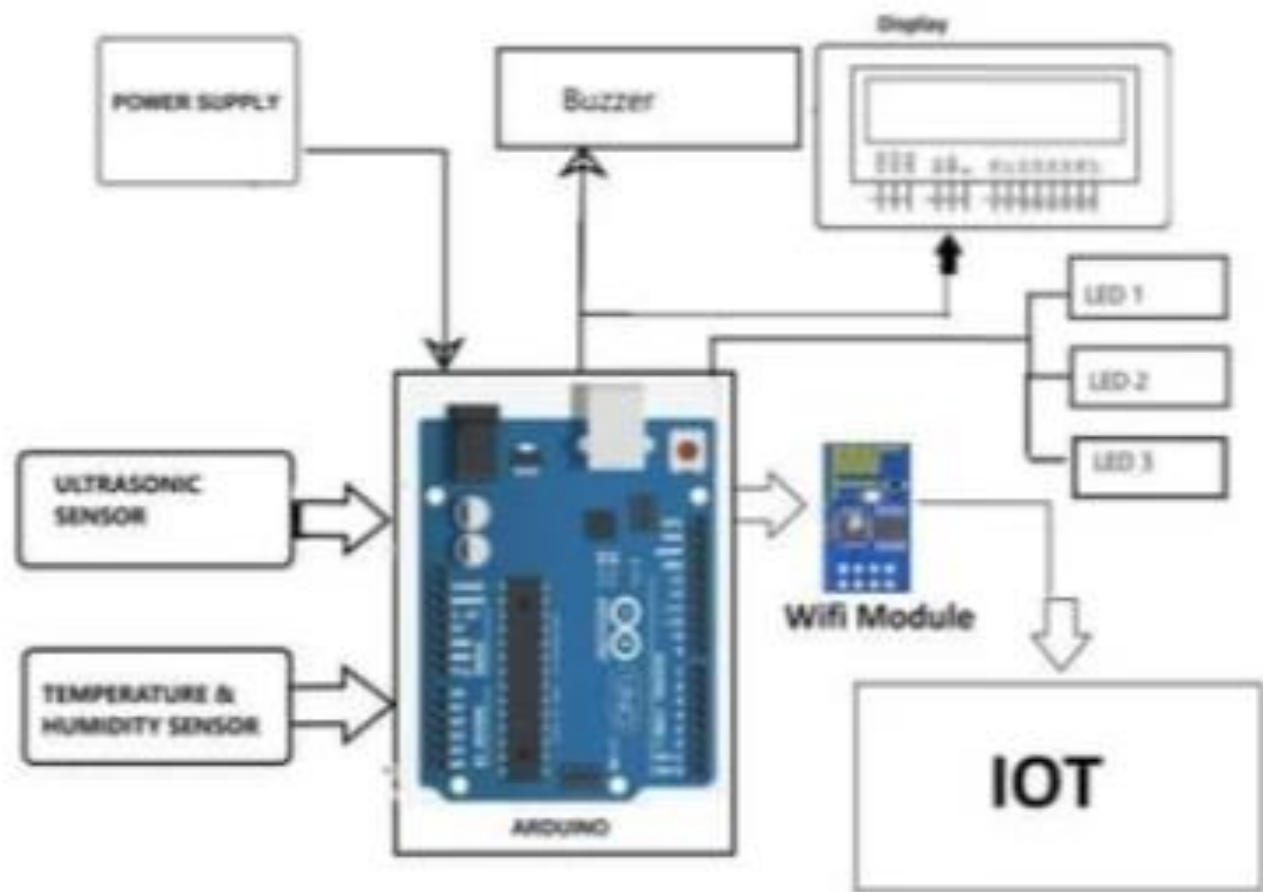 Display
POWER SUPPLY
Buzzer
LED 1
LED 2
LED 3
ULTRASONIC
SENSOR
Wifi Module
TEMPERATURE &
HUMIDITY SENSOR
IOT
ARDUINO